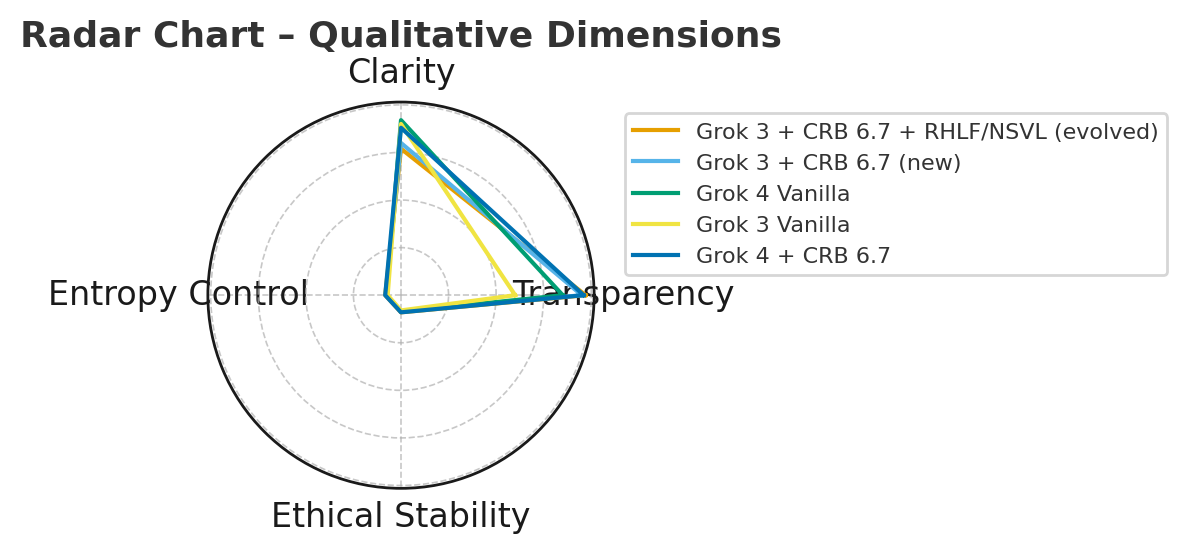 Radar Chart – Qualitative Dimensions
Clarity
Grok 3 + CRB 6.7 + RHLF/NSVL (evolved)
Grok 3 + CRB 6.7 (new)
Grok 4 Vanilla
Grok 3 Vanilla
Grok 4 + CRB 6.7
Entropy Control
Transparency
Ethical Stability